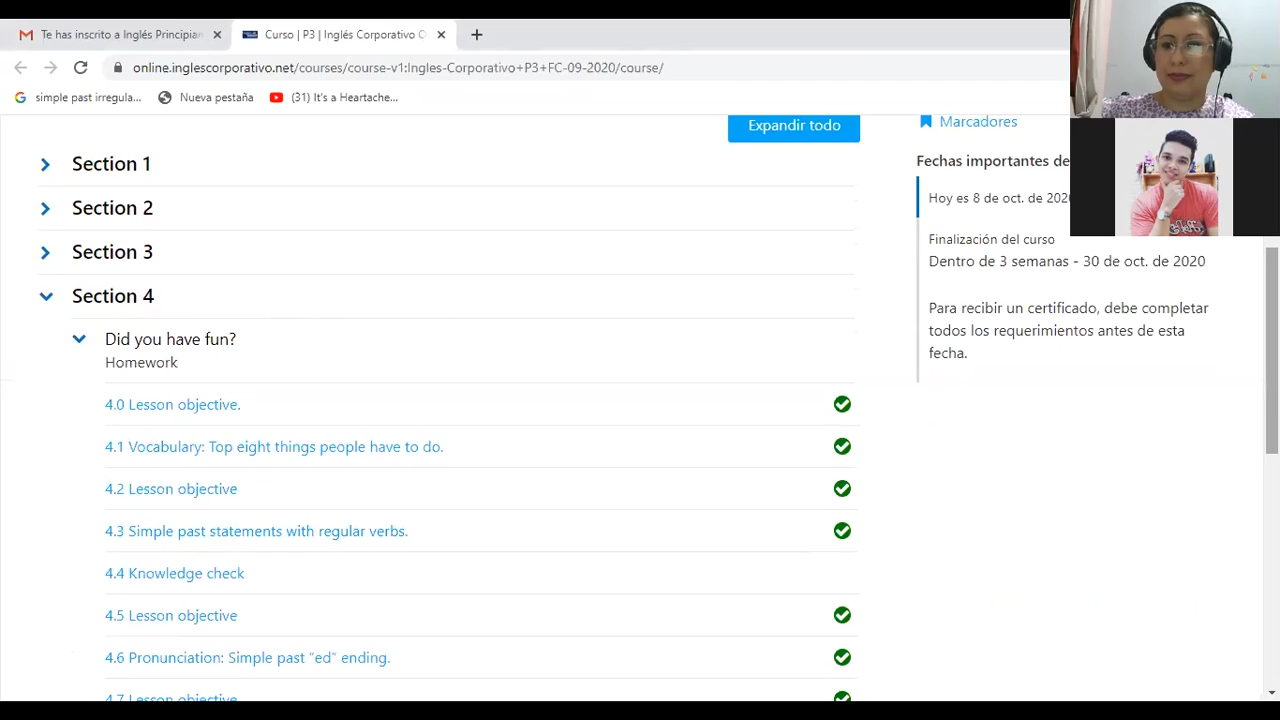 Te has inscrito a Inglés Principian
Curso | P3 | Inglés Corporativo
online.inglescorporativo.net/courses/course-v1:Ingles-Corporativo+P3+FC-09-2020/course/
simple past irregula...
Nueva pestaña
(31) It's a Heartache...
Expandir todo
Marcadores
Section 1
Fechas importantes de
Hoy es 8 de oct. de 2020
Section 2
Section 3
Finalización del curso
Dentro de 3 semanas - 30 de oct. de 2020
Section 4
Para recibir un certificado, debe completar
todos los requerimientos antes de esta
fecha.
Did you have fun?
Homework
4.0 Lesson objective.
4.1 Vocabulary: Top eight things people have to do.
4.2 Lesson objective
4.3 Simple past statements with regular verbs.
4.4 Knowledge check
4.5 Lesson objective
4.6 Pronunciation: Simple past “ed” ending.
4.7 Lesson objective